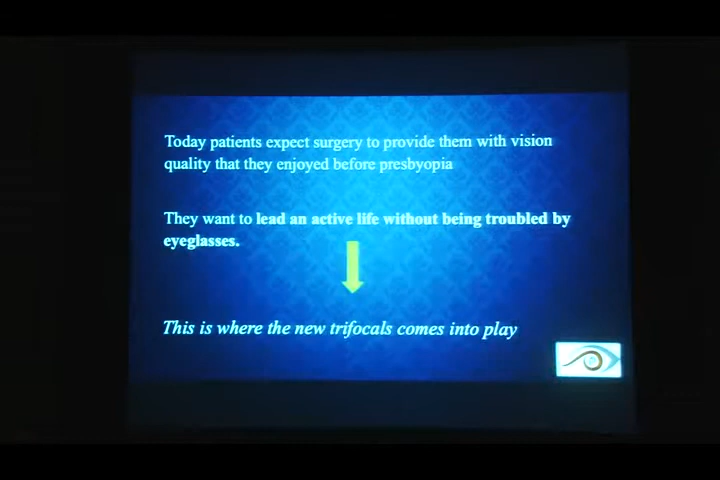 Today patients expect surgery to provide them with vision
quality that they enjoyed before presbyopia
They want to lead an active life without being troubled by
eyeglasses.
This is where the new trifocals comes into play